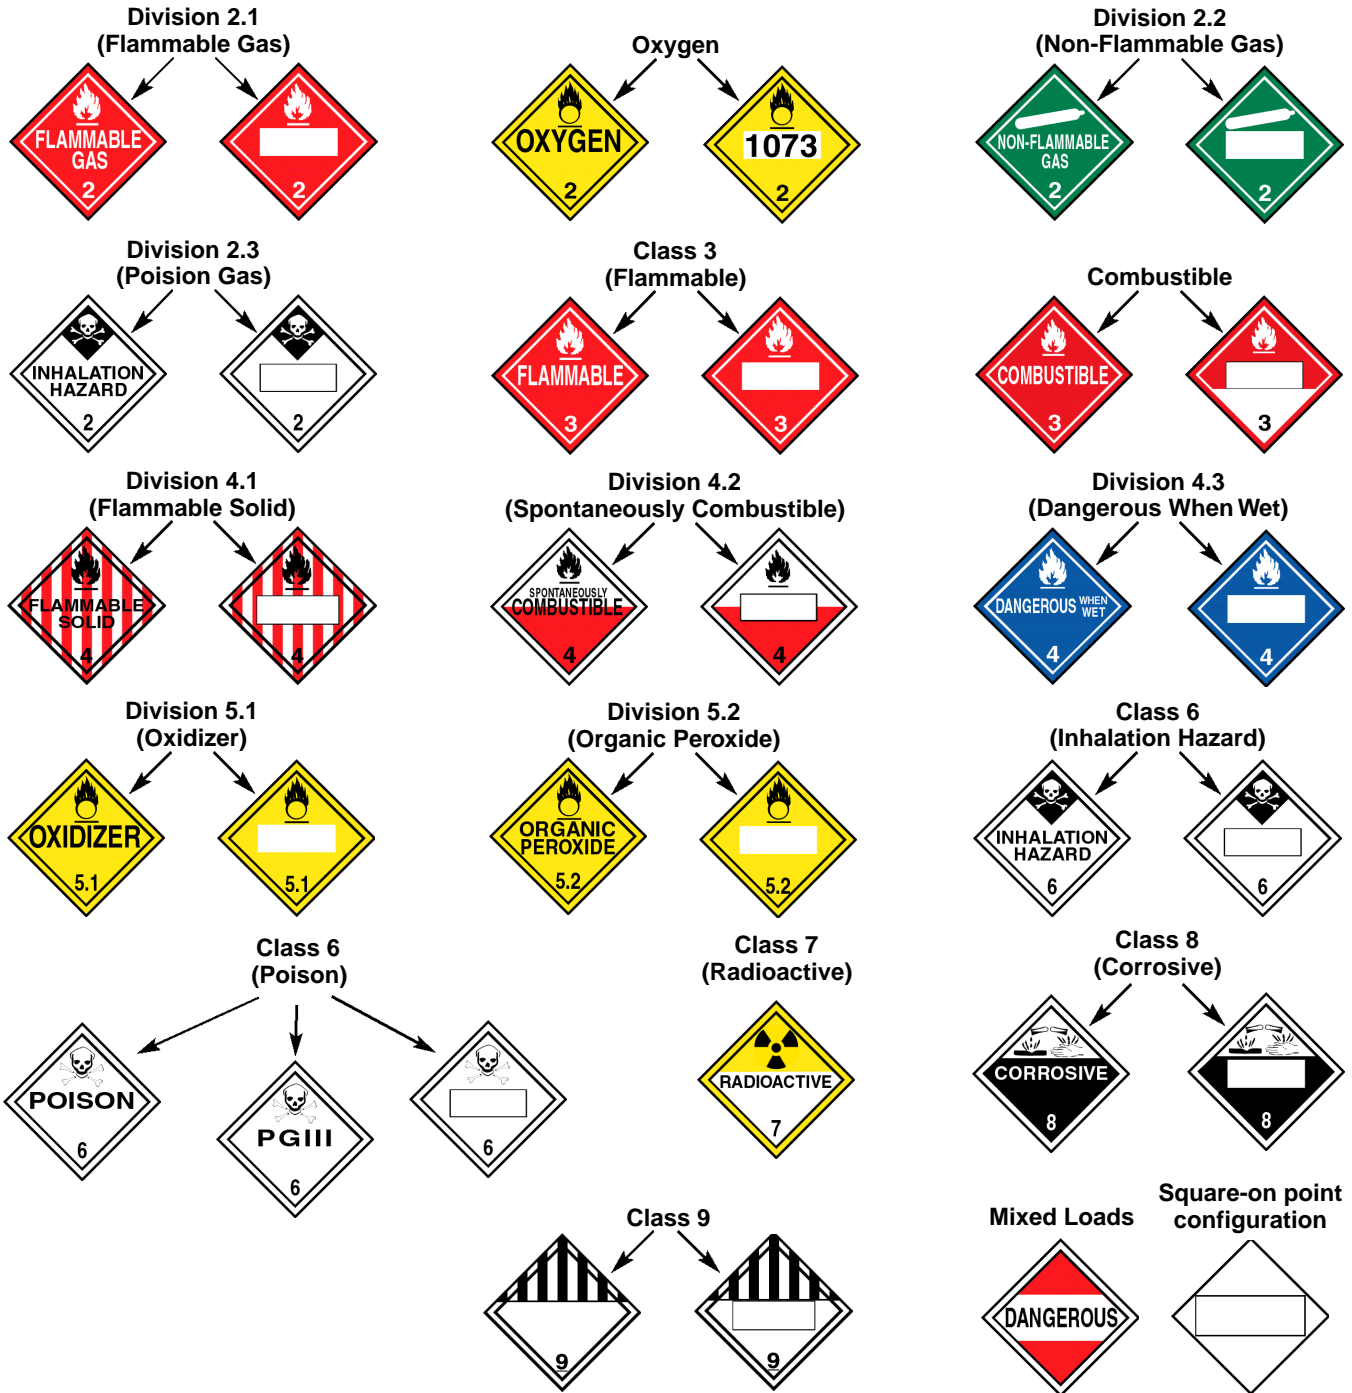 Division 2.1
(Flammable Gas)
FLAMMABLE
GAS
2
2
Oxygen
OXYGEN
2
1073
2
Division 2.2
(Non-Flammable Gas)
NON-FLAMMABLE
GAS
2
2
Division 2.3
(Poision Gas)
INHALATION
HAZARD
2
2
Class 3
(Flammable)
FLAMMABLE
3
3
Combustible
COMBUSTIBLE
3
3
Division 4.1
(Flammable Solid)
FLAMMABLE
SOLID
4
4
Division 4.2
(Spontaneously Combustible)
SPONTANEOUSLY
COMBUSTIBLE
4
4
Division 4.3
(Dangerous When Wet)
DANGEROUS WHEN
WET
4
4
Division 5.1
(Oxidizer)
OXIDIZER
5.1
5.1
Division 5.2
(Organic Peroxide)
ORGANIC
PEROXIDE
5.2
5.2
Class 6
(Inhalation Hazard)
INHALATION
HAZARD
6
6
Class 6
(Poison)
POISON
6
PGIII
6
6
Class 7
(Radioactive)
RADIOACTIVE
7
Class 8
(Corrosive)
CORROSIVE
8
8
Class 9
9
9
Mixed Loads
DANGEROUS
Square-on point
configuration